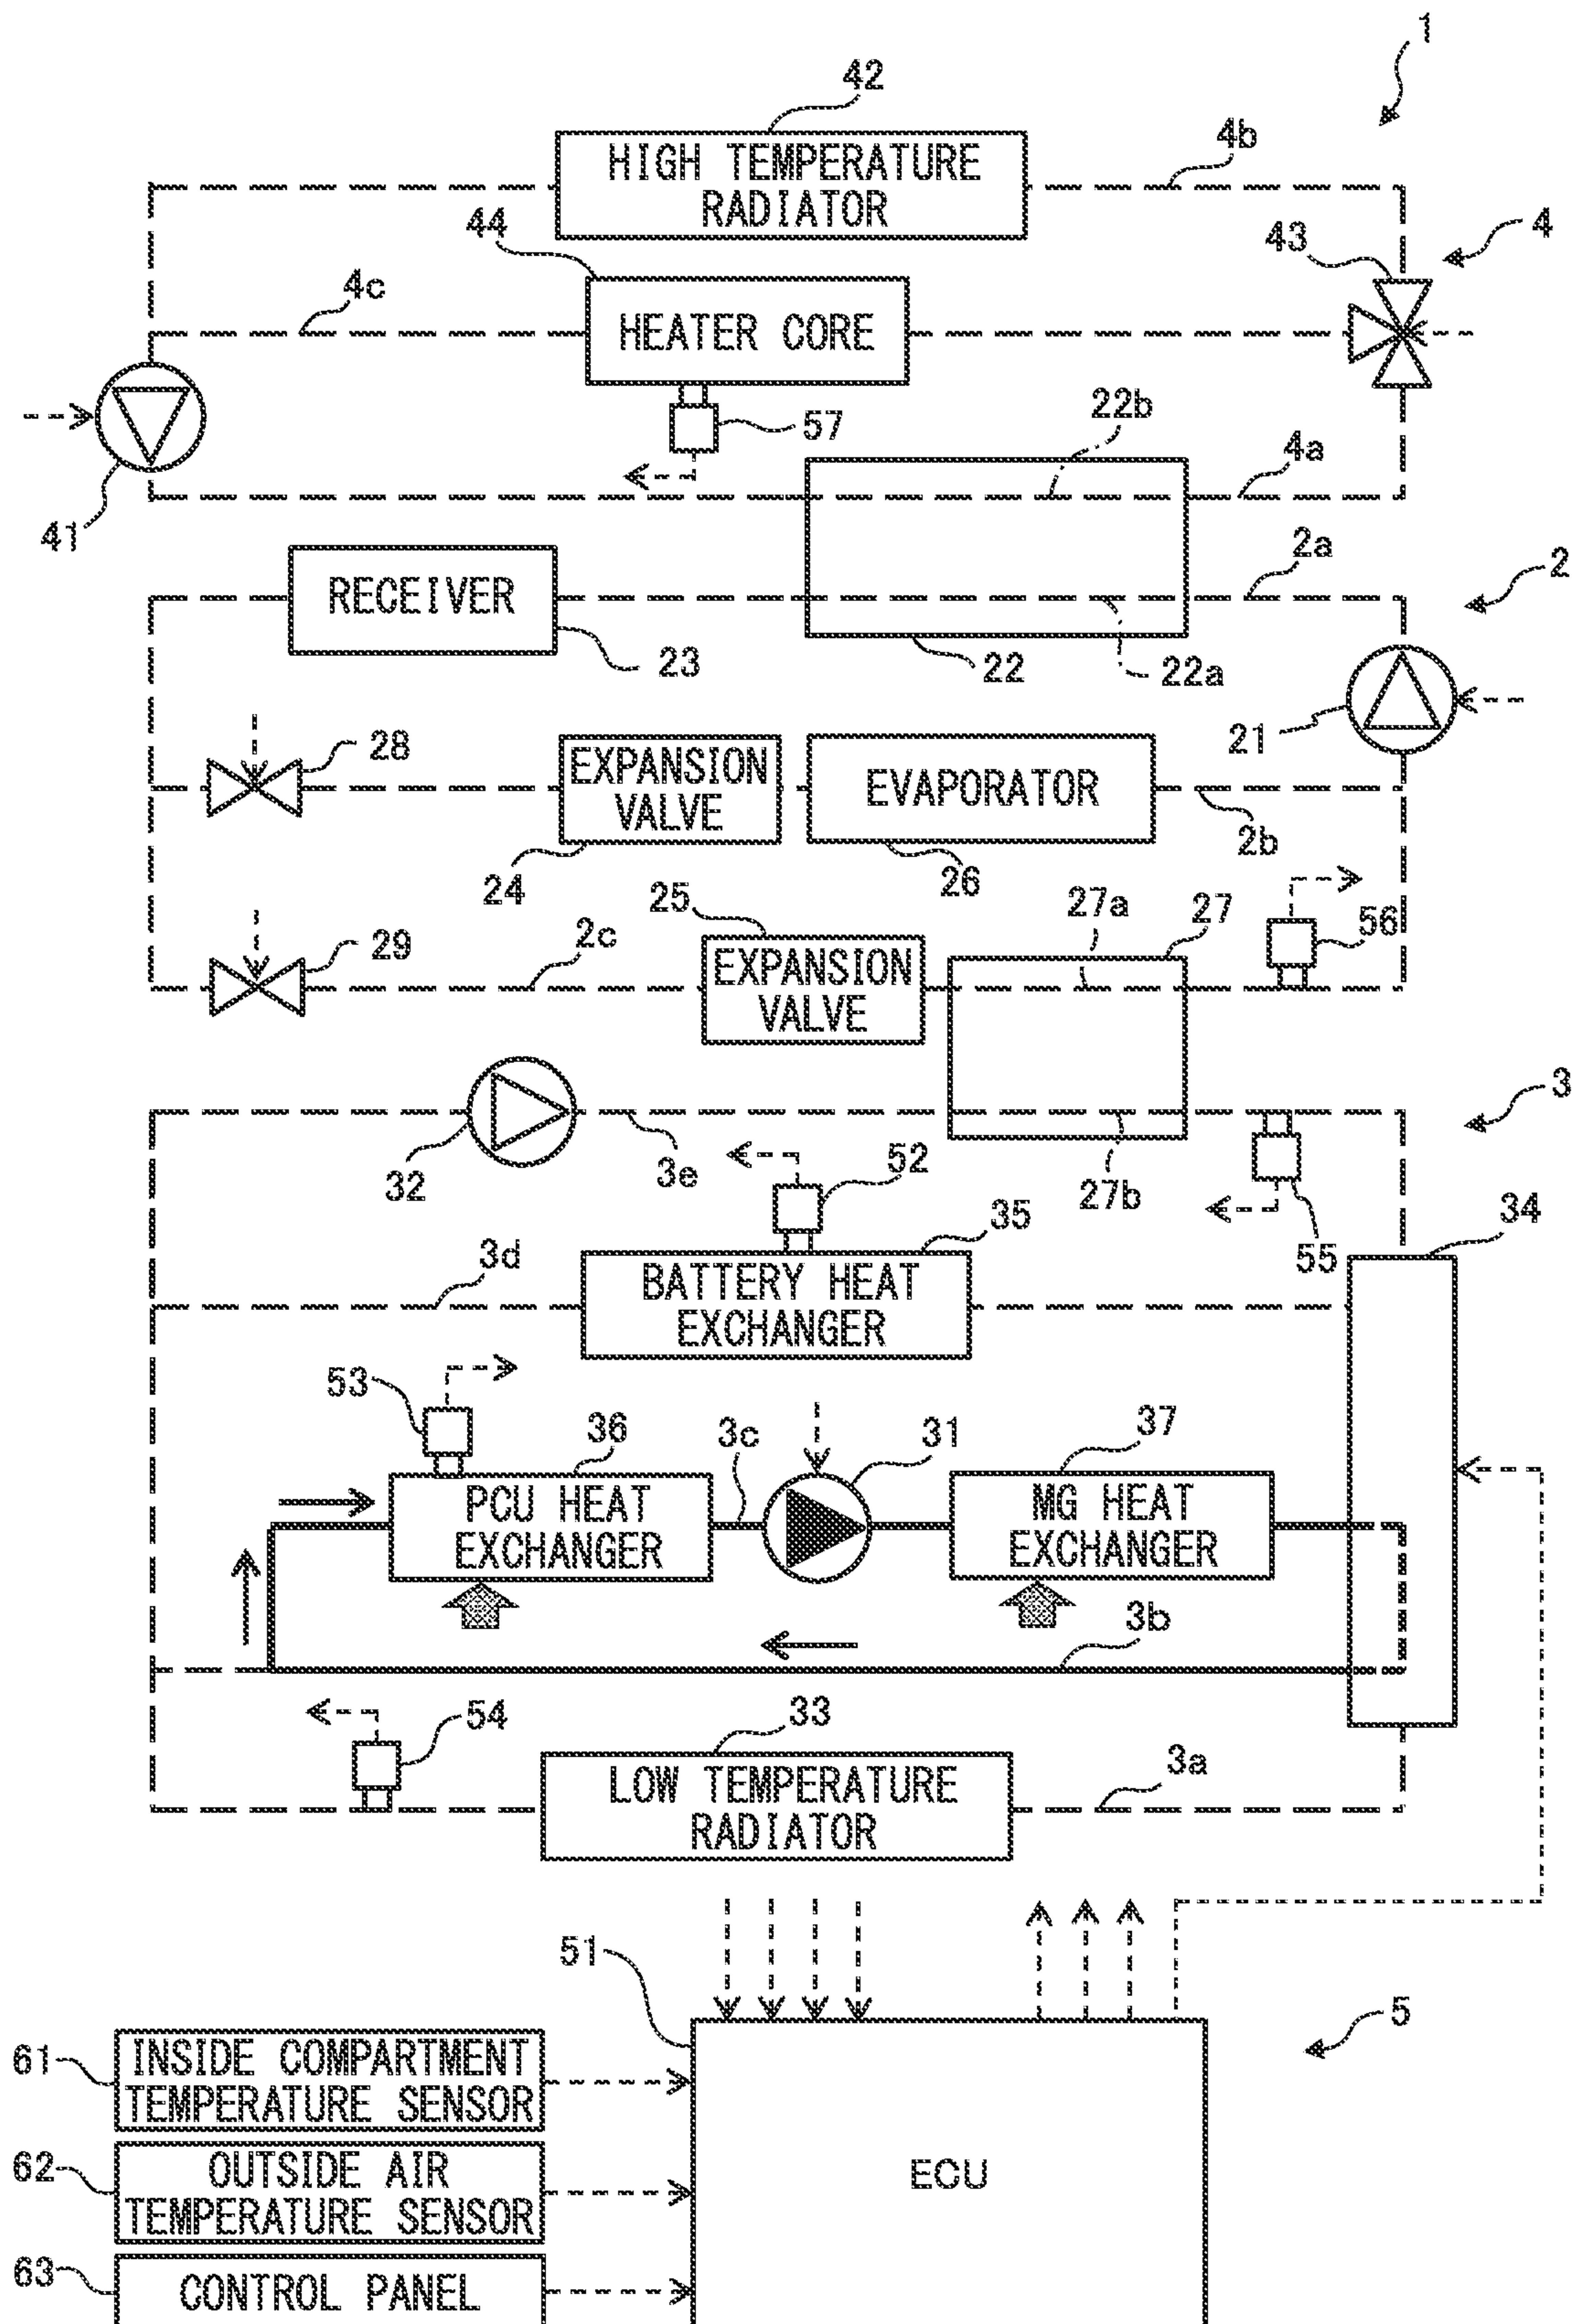 1
42
4b
HIGH TEMPERATURE
RADIATOR
44
43
4
4c
HEATER CORE
57
22b
4a
41
2a
2
RECEIVER
23
22
22a
21
28
EXPANSION
VALVE
EVAPORATOR
24
26
2b
25
27a
27
56
29
2c
EXPANSION
VALVE
3
32
3e
52
27b
35
55
34
3d
BATTERY HEAT
EXCHANGER
53
36
3c
31
37
PCU HEAT
EXCHANGER
MG HEAT
EXCHANGER
3b
54
33
3a
LOW TEMPERATURE
RADIATOR
51
5
61
INSIDE COMPARTMENT
TEMPERATURE SENSOR
62
OUTSIDE AIR
TEMPERATURE SENSOR
ECU
63
CONTROL PANEL